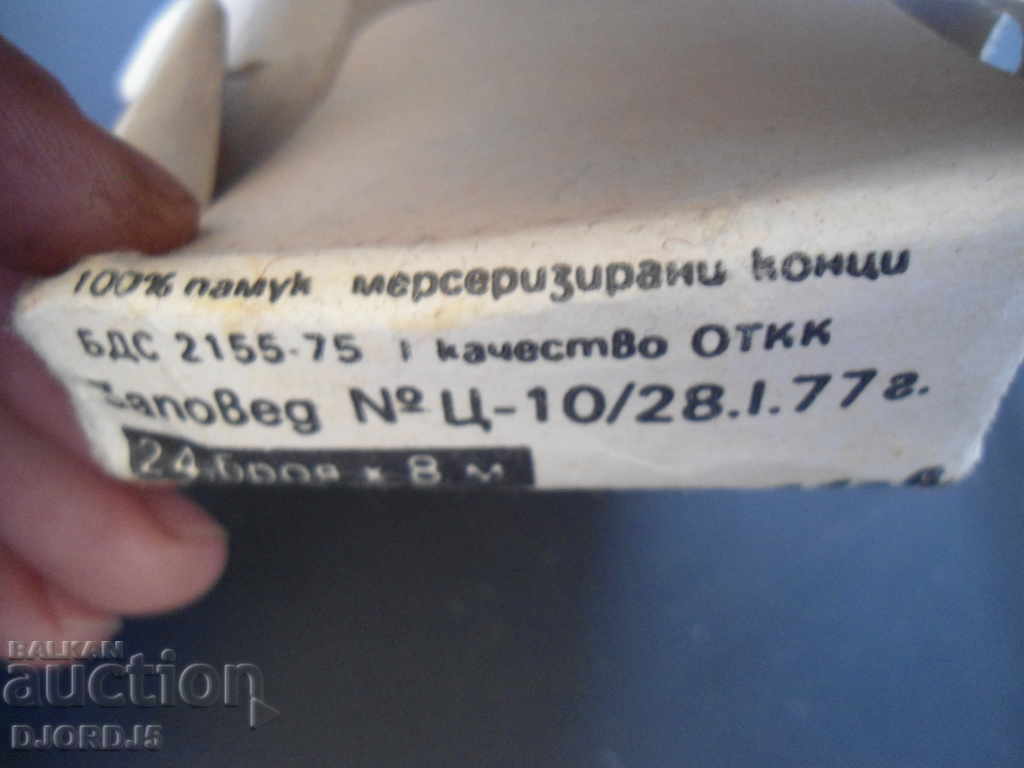 100% памук мерсеризирани конци
БДС 2155-75 I качество ОТКК
Заповед № Ц-10/28.I.77 г.
24 броя x 8 м
BALKAN
auction
DJORDJ5